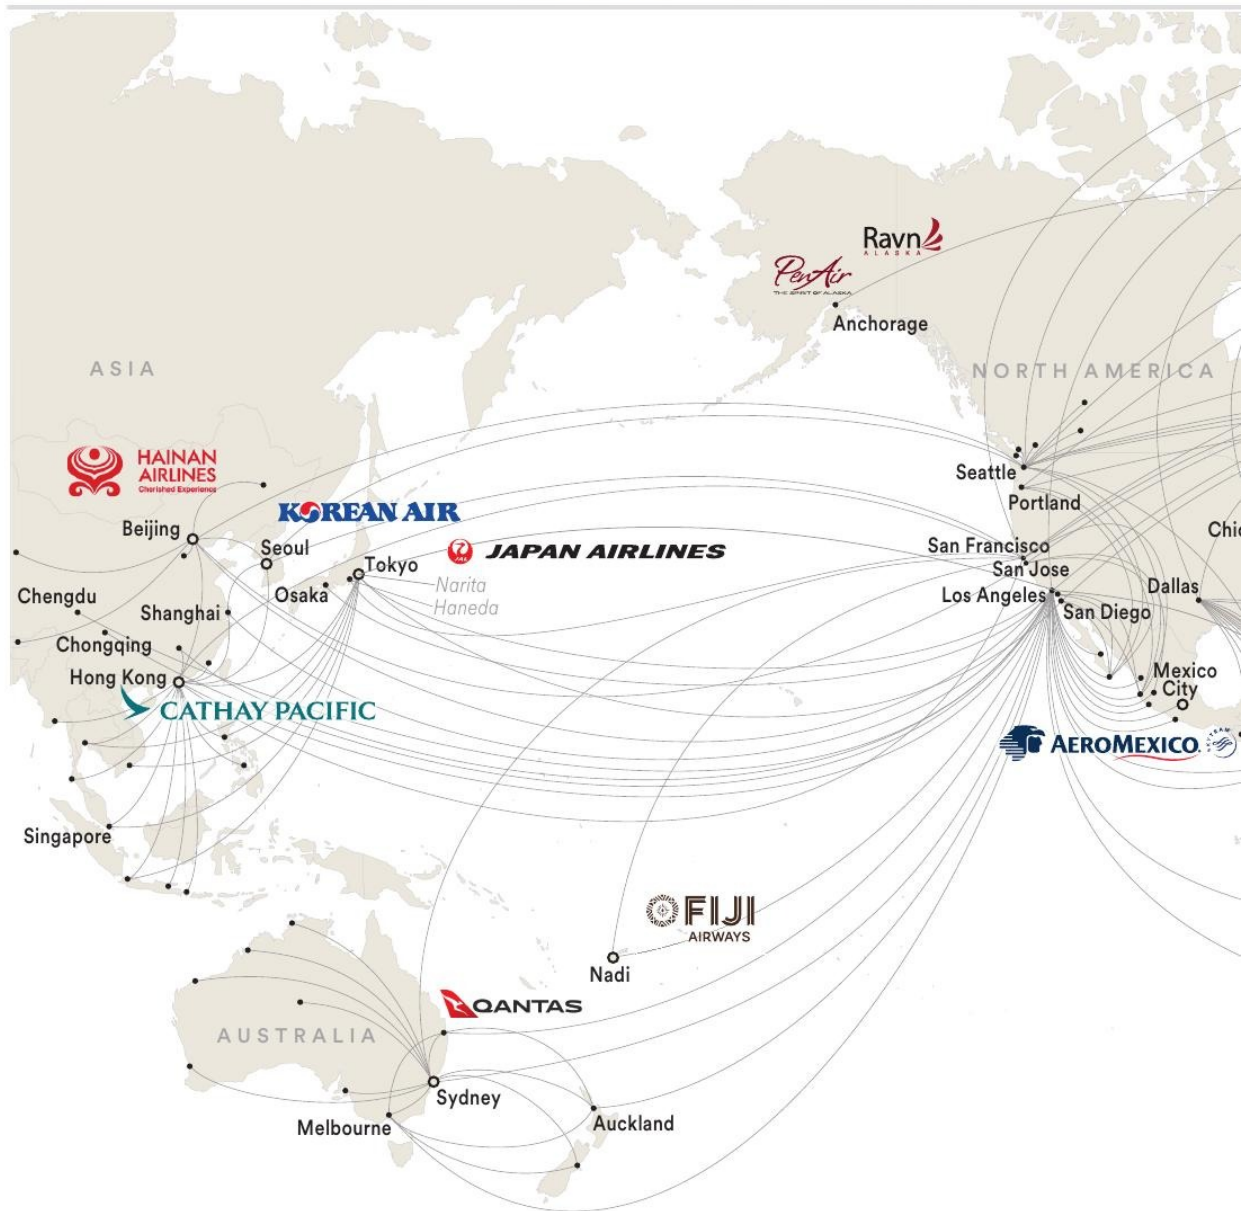 Ravn
ALASKA
PenAir
THE SPIRIT OF ALASKA
Anchorage
ASIA
NORTH AMERICA
HAINAN
AIRLINES
Cherished Experience
Seattle
Portland
KOREAN AIR
Beijing
Seoul
JAPAN AIRLINES
San Francisco
San Jose
Tokyo
Narita
Haneda
Osaka
Chengdu
Shanghai
Los Angeles
San Diego
Dallas
Chic
Chongqing
Hong Kong
CATHAY PACIFIC
Mexico
City
AEROMEXICO
SKYTEAM
Singapore
FIJI
AIRWAYS
Nadi
QANTAS
AUSTRALIA
Sydney
Melbourne
Auckland